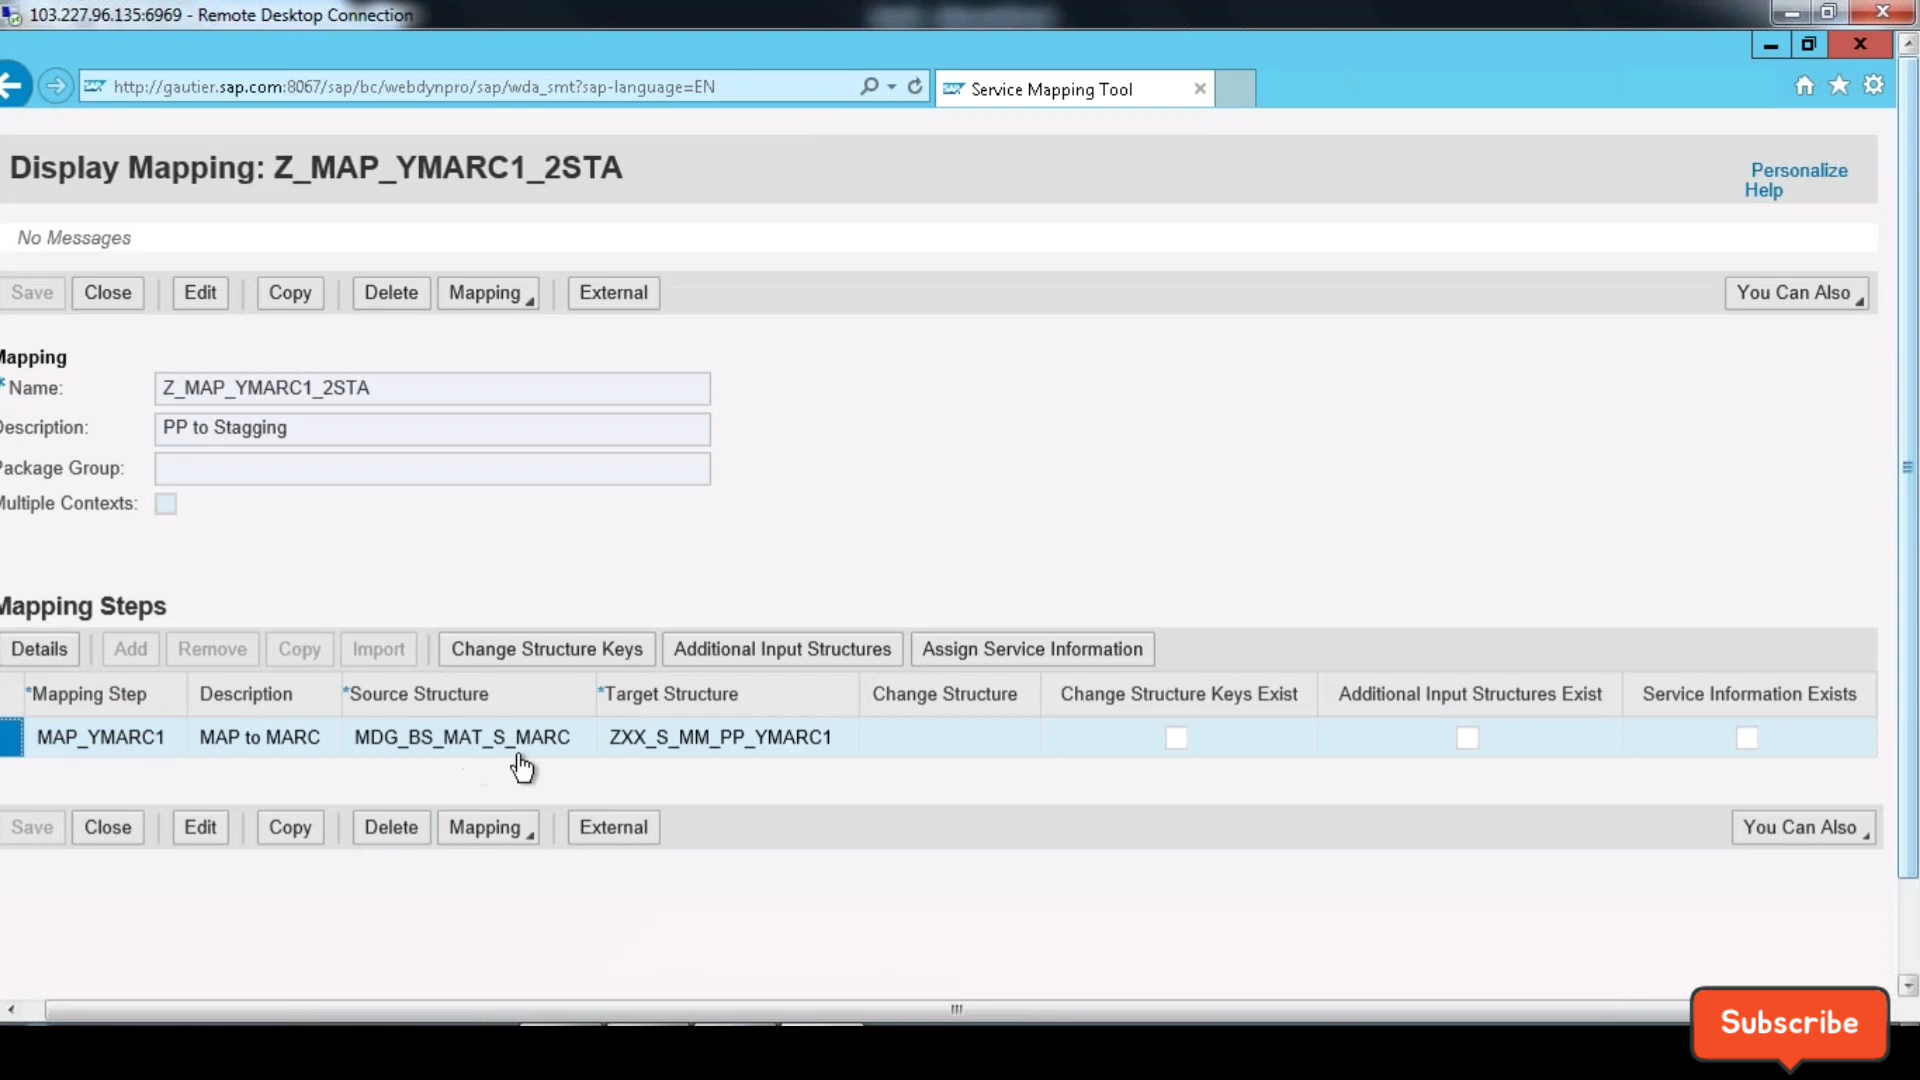 103.227.96.135:6969 - Remote Desktop Connection
http://gautier.sap.com:8067/sap/bc/webdynpro/sap/wda_smt?sap-language=EN
Service Mapping Tool
Display Mapping: Z_MAP_YMARC1_2STA
Personalize
Help
No Messages
Save Close Edit Copy Delete Mapping External You Can Also
Mapping
*Name: Z_MAP_YMARC1_2STA
Description: PP to Stagging
Package Group:
Multiple Contexts:
Mapping Steps
Details Add Remove Copy Import Change Structure Keys Additional Input Structures Assign Service Information
*Mapping Step Description *Source Structure *Target Structure Change Structure Change Structure Keys Exist Additional Input Structures Exist Service Information Exists
MAP_YMARC1 MAP to MARC MDG_BS_MAT_S_MARC ZXX_S_MM_PP_YMARC1
Save Close Edit Copy Delete Mapping External You Can Also
Subscribe